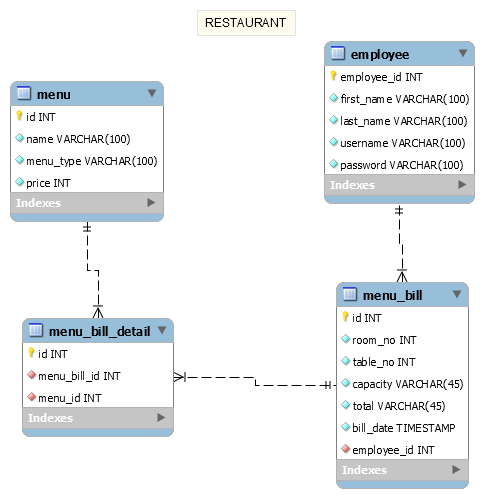 RESTAURANT
employee
employee_id INT
first_name VARCHAR(100)
last_name VARCHAR(100)
username VARCHAR(100)
password VARCHAR(100)
Indexes
menu
id INT
name VARCHAR(100)
menu_type VARCHAR(100)
price INT
Indexes
menu_bill
id INT
room_no INT
table_no INT
capacity VARCHAR(45)
total VARCHAR(45)
bill_date TIMESTAMP
employee_id INT
Indexes
menu_bill_detail
id INT
menu_bill_id INT
menu_id INT
Indexes